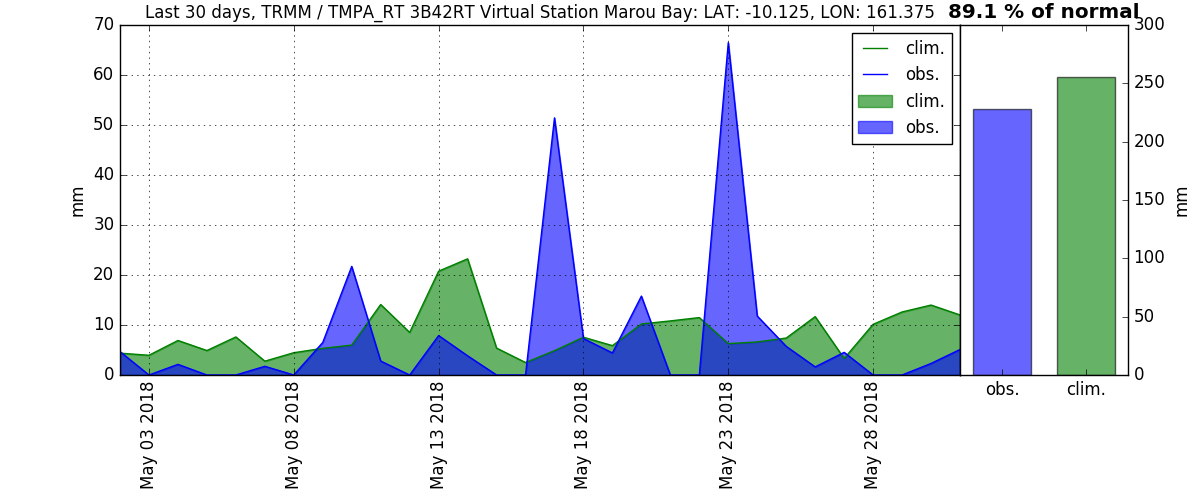 Last 30 days, TRMM / TMPA_RT 3B42RT Virtual Station Marou Bay: LAT: -10.125, LON: 161.375
89.1 % of normal
70
60
50
40
30
20
10
0
mm
clim.
obs.
clim.
obs.
300
250
200
150
100
50
0
mm
May 03 2018
May 08 2018
May 13 2018
May 18 2018
May 23 2018
May 28 2018
obs.
clim.